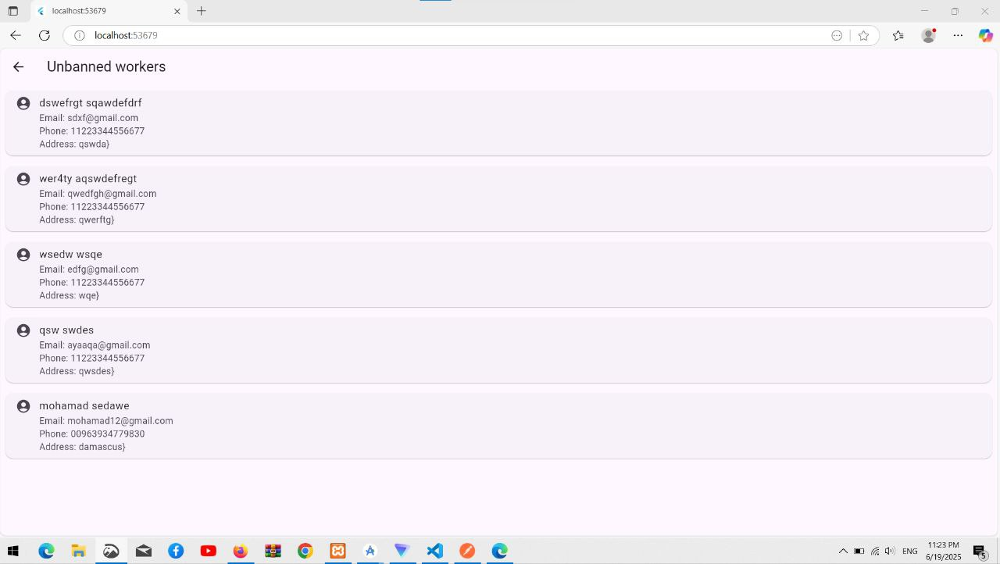 localhost:53679
localhost:53679
Unbanned workers
dswefrgt sqawdefdrf
Email: sdxf@gmail.com
Phone: 11223344556677
Address: qswda}
wer4ty aqswdefregt
Email: qwedfgh@gmail.com
Phone: 11223344556677
Address: qwerftg}
wsedw wsqe
Email: edfg@gmail.com
Phone: 11223344556677
Address: wqe}
qsw swdes
Email: ayaaqa@gmail.com
Phone: 11223344556677
Address: qwsdes}
mohamad sedawe
Email: mohamad12@gmail.com
Phone: 00963934779830
Address: damascus}
ENG
11:23 PM
6/19/2025
5